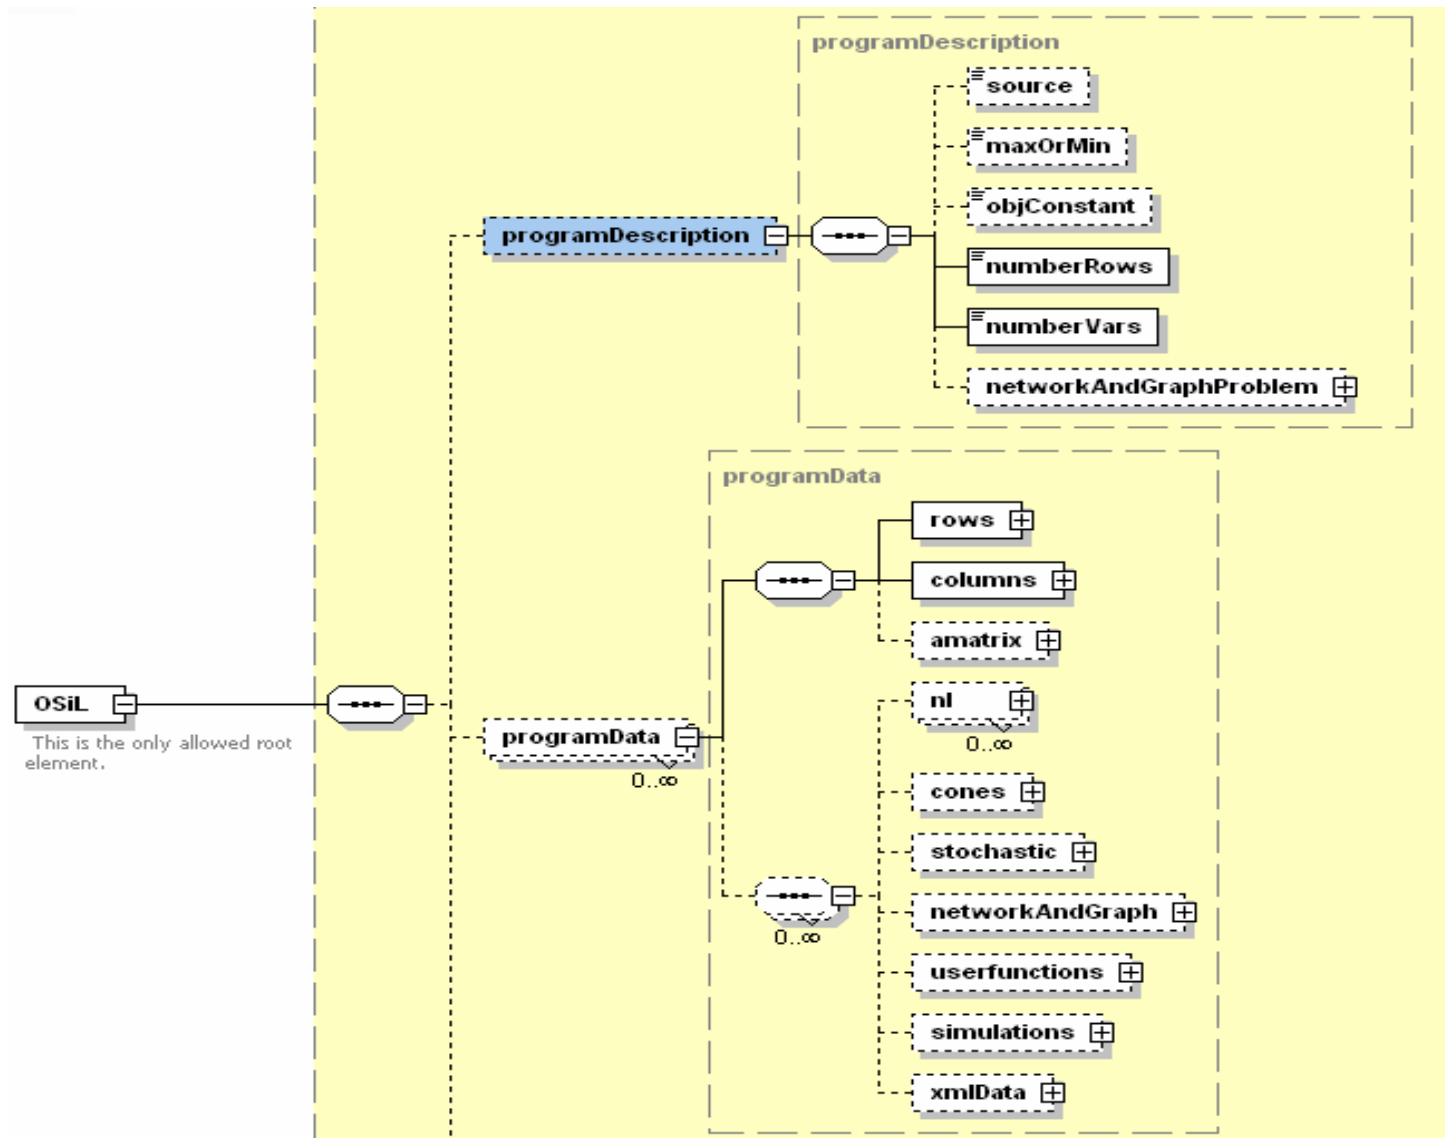 programDescription
source
maxOrMin
objConstant
programDescription
numberRows
numberVars
networkAndGraphProblem
programData
rows
columns
amatrix
OSiL
This is the only allowed root
element.
programData
0..∞
nl
0..∞
cones
stochastic
networkAndGraph
0..∞
userfunctions
simulations
xmlData